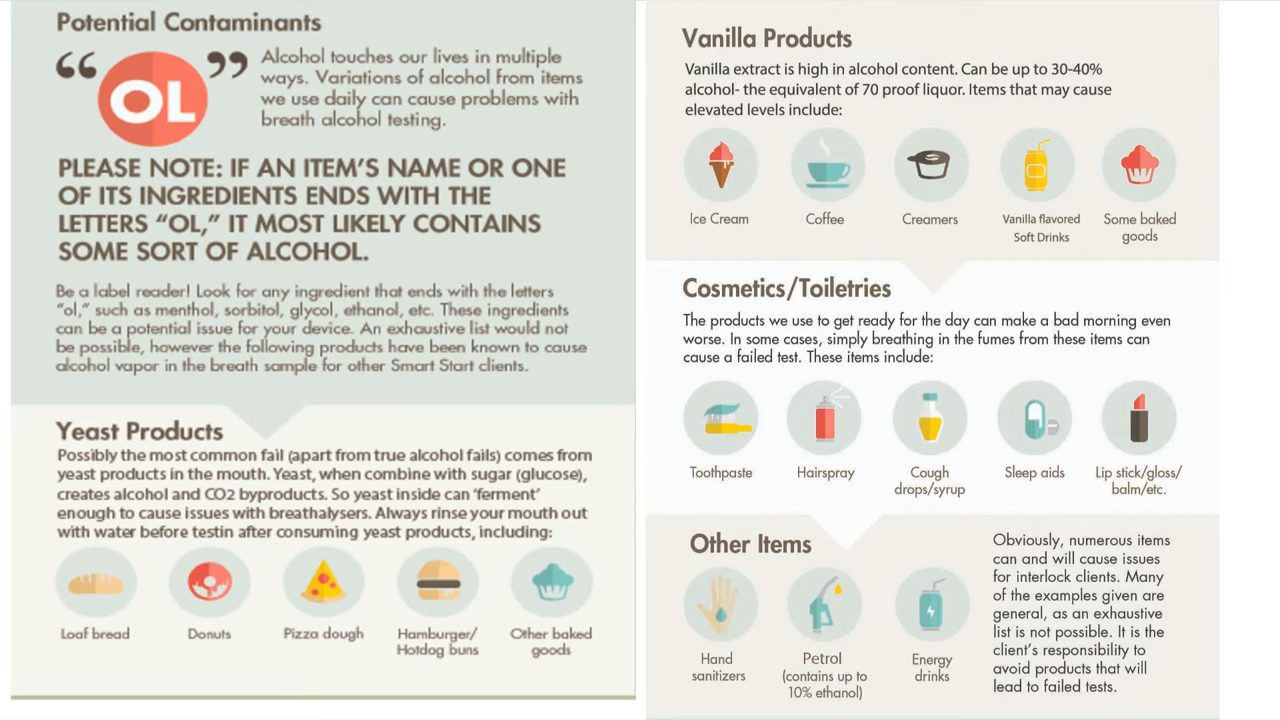 Potential Contaminants
“ OL ”
Alcohol touches our lives in multiple
ways. Variations of alcohol from items
we use daily can cause problems with
breath alcohol testing.
PLEASE NOTE: IF AN ITEM’S NAME OR ONE
OF ITS INGREDIENTS ENDS WITH THE
LETTERS “OL,” IT MOST LIKELY CONTAINS
SOME SORT OF ALCOHOL.
Be a label reader! Look for any ingredient that ends with the letters
“ol,” such as menthol, sorbitol, glycol, ethanol, etc. These ingredients
can be a potential issue for your device. An exhaustive list would not
be possible, however the following products have been known to cause
alcohol vapor in the breath sample for other Smart Start clients.
Yeast Products
Possibly the most common fail (apart from true alcohol fails) comes from
yeast products in the mouth. Yeast, when combine with sugar (glucose),
creates alcohol and CO2 byproducts. So yeast inside can ‘ferment’
enough to cause issues with breathalysers. Always rinse your mouth out
with water before testin after consuming yeast products, including:
Loaf bread
Donuts
Pizza dough
Hamburger/
Hotdog buns
Other baked
goods
Vanilla Products
Vanilla extract is high in alcohol content. Can be up to 30-40%
alcohol- the equivalent of 70 proof liquor. Items that may cause
elevated levels include:
Ice Cream
Coffee
Creamers
Vanilla flavored
Soft Drinks
Some baked
goods
Cosmetics/Toiletries
The products we use to get ready for the day can make a bad morning even
worse. In some cases, simply breathing in the fumes from these items can
cause a failed test. These items include:
Toothpaste
Hairspray
Cough
drops/syrup
Sleep aids
Lip stick/gloss/
balm/etc.
Other Items
Hand
sanitizers
Petrol
(contains up to
10% ethanol)
Energy
drinks
Obviously, numerous items
can and will cause issues
for interlock clients. Many
of the examples given are
general, as an exhaustive
list is not possible. It is the
client’s responsibility to
avoid products that will
lead to failed tests.